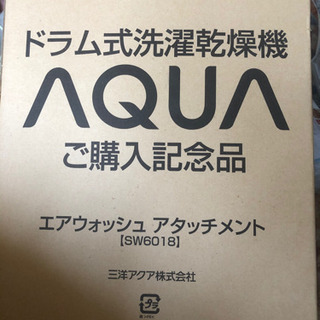 ドラム式洗濯乾燥機
AQUA
ご購入記念品
エアウォッシュ アタッチメント
【SW6018】
三洋アクア株式会社
プラ